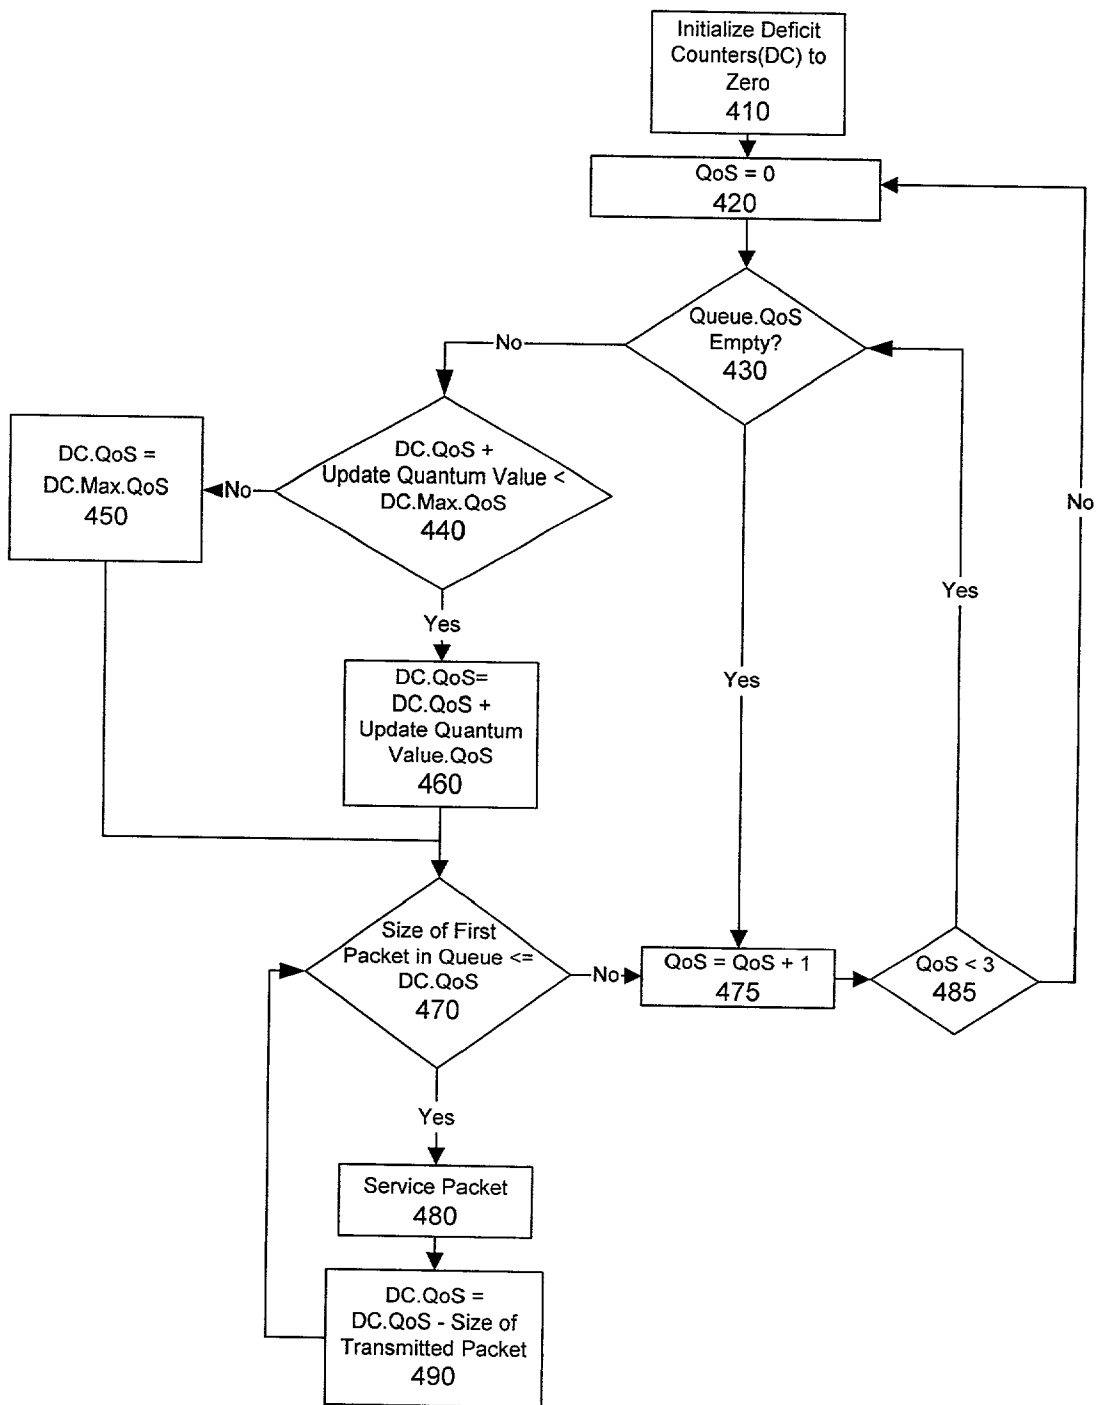 Initialize Deficit
Counters(DC) to
Zero
410
QoS = 0
420
Queue.QoS
Empty?
430
No
DC.QoS +
Update Quantum Value <
DC.Max.QoS
440
No
DC.QoS =
DC.Max.QoS
450
Yes
DC.QoS=
DC.QoS +
Update Quantum
Value.QoS
460
Yes
Yes
No
Size of First
Packet in Queue <=
DC.QoS
470
No
QoS = QoS + 1
475
QoS < 3
485
Yes
Service Packet
480
DC.QoS =
DC.QoS - Size of
Transmitted Packet
490